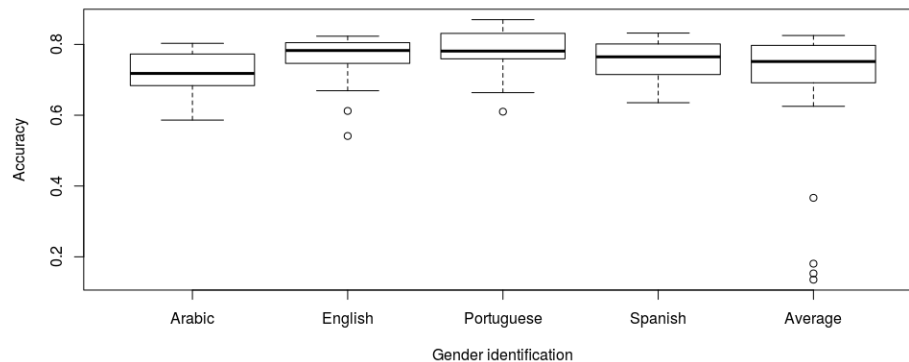 Accuracy
0.8
0.6
0.4
0.2
Arabic English Portuguese Spanish Average
Gender identification